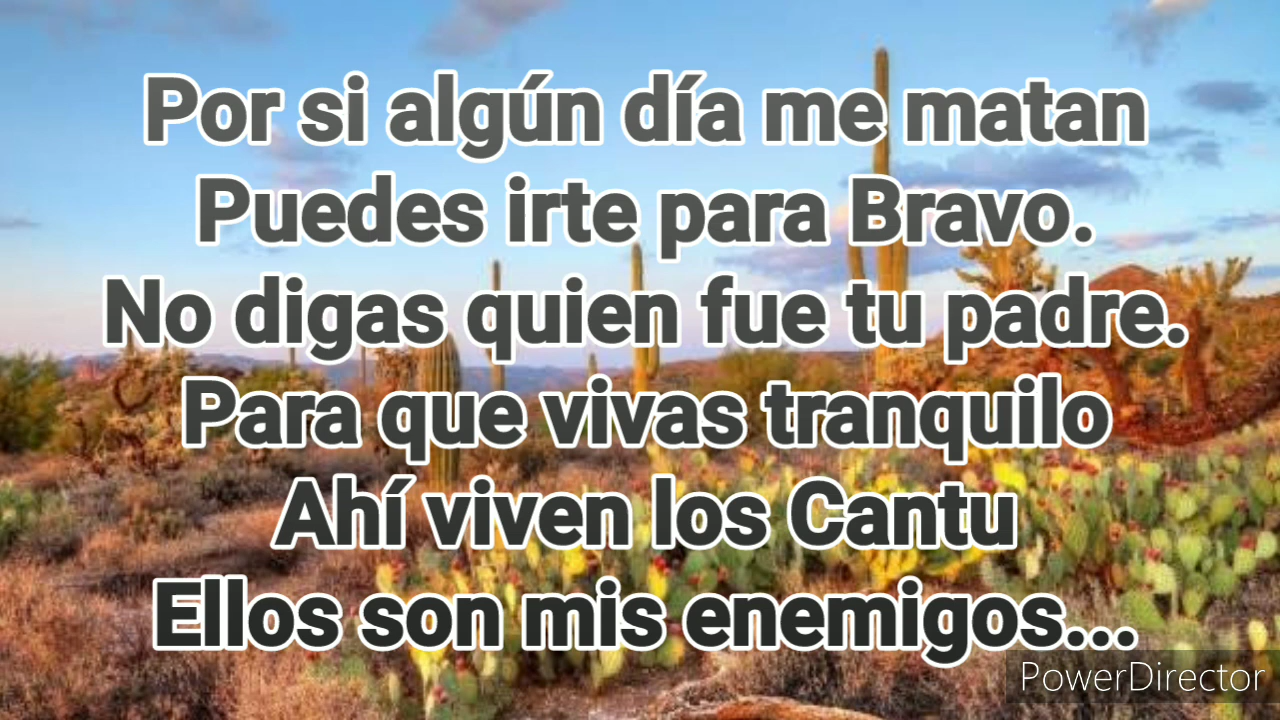 Por si algún día me matan
Puedes irte para Bravo.
No digas quien fue tu padre.
Para que vivas tranquilo
Ahí viven los Cantu
Ellos son mis enemigos...
PowerDirector